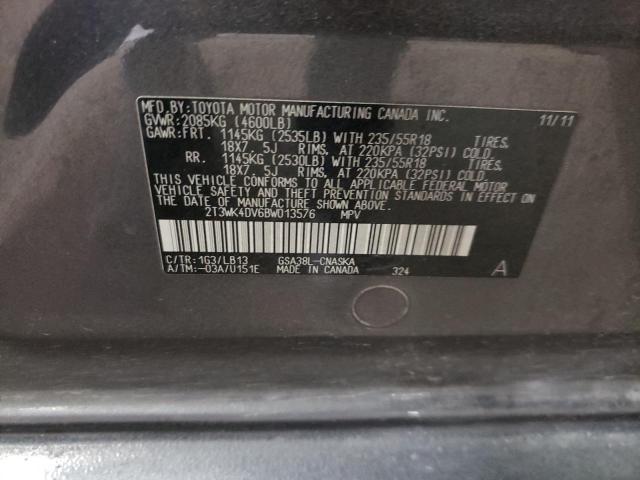 MFD.BY:TOYOTA MOTOR MANUFACTURING CANADA INC. 11/11
GVWR:2085KG (4600LB)
GAWR:FRT. 1145KG (2535LB) WITH 235/55R18 TIRES.
18X7. 5J RIMS, AT 220KPA (32PSI) COLD.
RR. 1145KG (2530LB) WITH 235/55R18 TIRES.
18X7. 5J RIMS, AT 220KPA (32PSI) COLD.
THIS VEHICLE CONFORMS TO ALL APPLICABLE FEDERAL MOTOR
VEHICLE SAFETY AND THEFT PREVENTION STANDARDS IN EFFECT ON
THE DATE OF MANUFACTURE SHOWN ABOVE.
2T3WK4DV6BW013576 MPV
C/TR:1G3/LB13 GSA38L-CNASKA
A/TM:-03A/U151E MADE IN CANADA 324 A